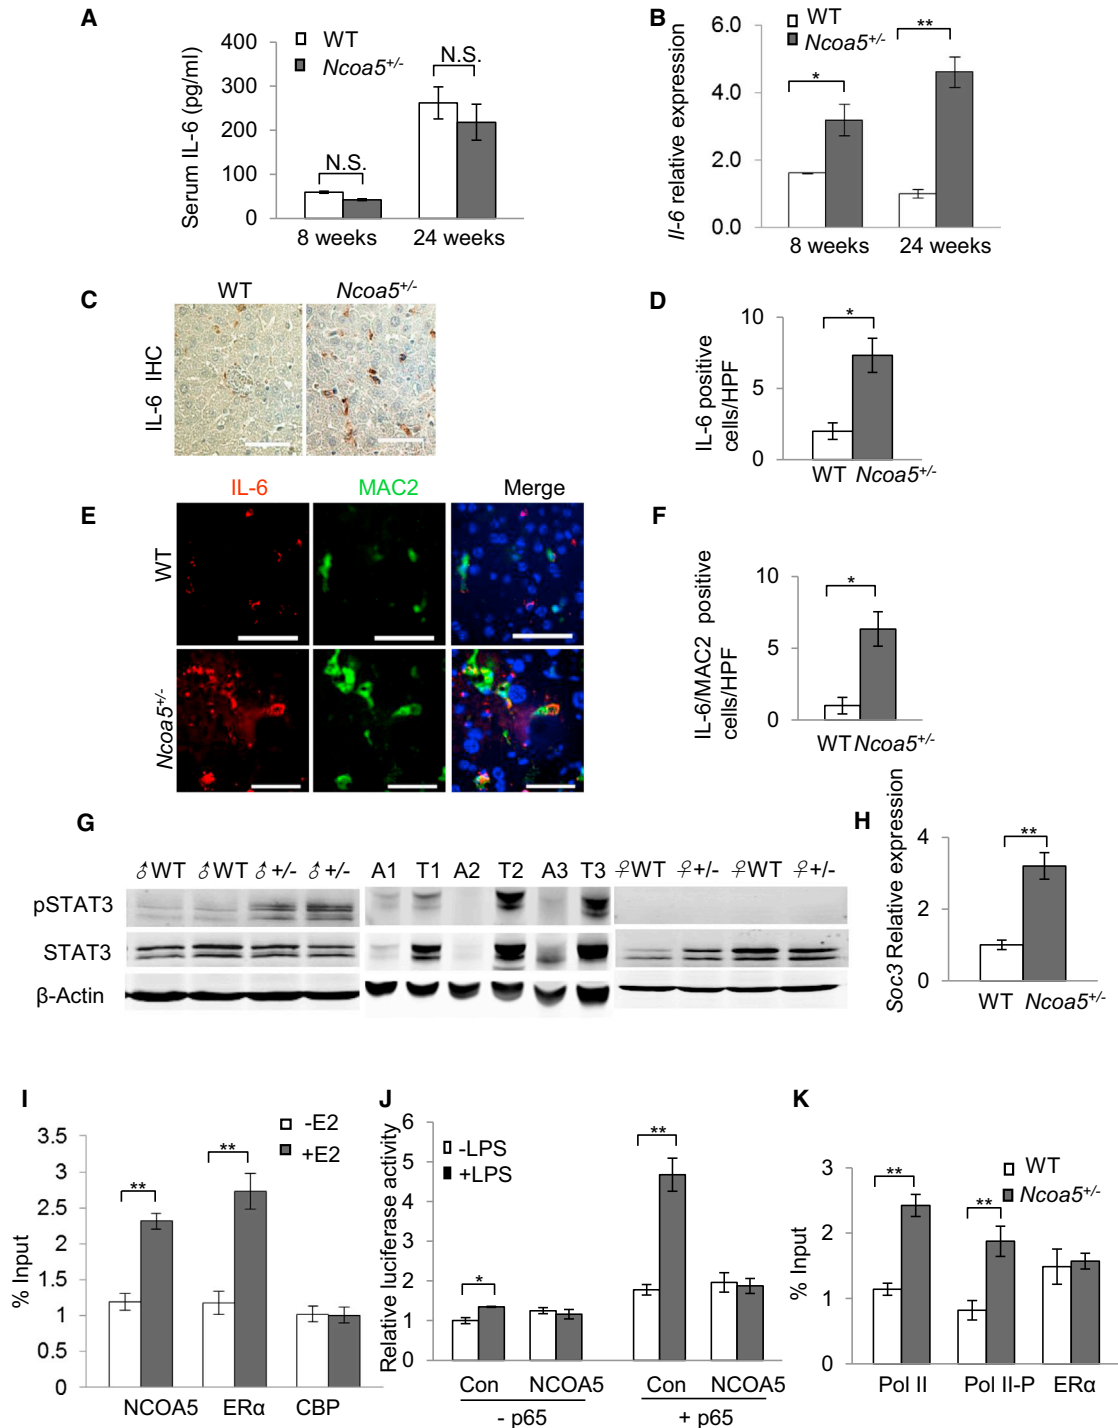 A
Serum IL-6 (pg/ml)
400
300
200
100
0
WT
Ncoa5+/-
N.S.
N.S.
8 weeks
24 weeks
B
Il-6 relative expression
6.0
4.0
2.0
0.0
WT
Ncoa5+/-
*
**
8 weeks
24 weeks
C
WT
Ncoa5+/-
IL-6 IHC
D
IL-6 positive
cells/HPF
10
5
0
*
WT
Ncoa5+/-
E
IL-6
MAC2
Merge
WT
Ncoa5+/-
F
IL-6/MAC2 positive
cells/HPF
10
5
0
*
WT
Ncoa5+/-
G
♂WT ♂WT ♂+/- ♂+/-
A1 T1 A2 T2 A3 T3
♀WT ♀+/- ♀WT ♀+/-
pSTAT3
STAT3
β-Actin
H
Soc3 Relative expression
4
2
0
**
WT
Ncoa5+/-
I
% Input
3.5
3
2.5
2
1.5
1
0.5
0
-E2
+E2
**
**
NCOA5
ERα
CBP
J
Relative luciferase activity
6
5
4
3
2
1
0
-LPS
+LPS
*
**
Con NCOA5
Con NCOA5
- p65
+ p65
K
% Input
3
2
1
0
WT
Ncoa5+/-
**
**
Pol II
Pol II-P
ERα